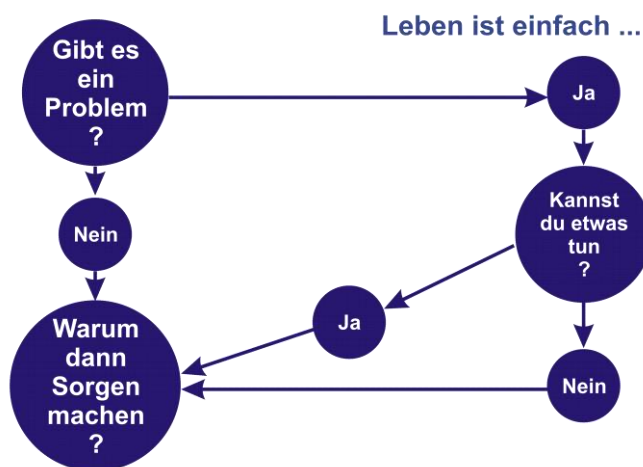 Leben ist einfach ...
Gibt es
ein
Problem
?
Ja
Nein
Kannst
du etwas
tun
?
Ja
Nein
Warum
dann
Sorgen
machen
?